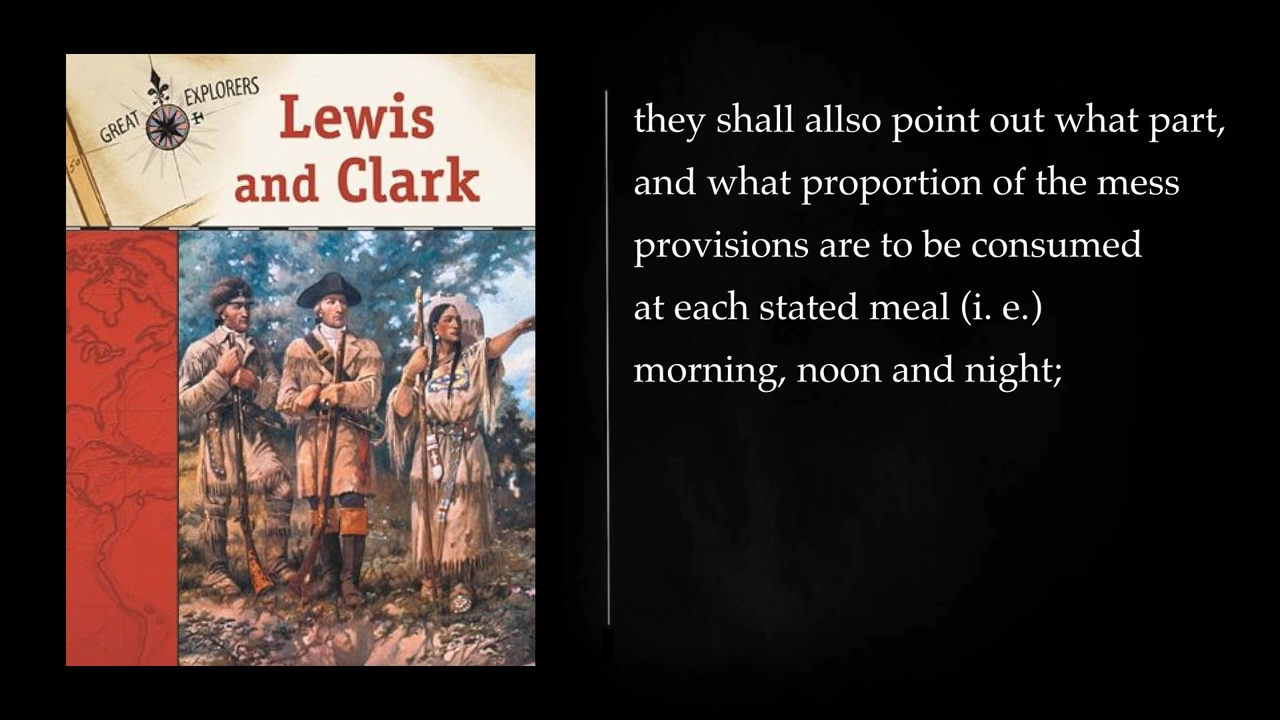 GREAT EXPLORERS
Lewis
and Clark
50
they shall allso point out what part,
and what proportion of the mess
provisions are to be consumed
at each stated meal (i. e.)
morning, noon and night;